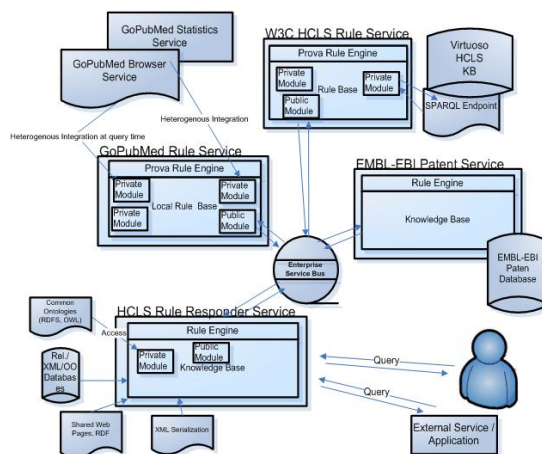 GoPubMed Statistics
Service
GoPubMed Browser
Service
W3C HCLS Rule Service
Prova Rule Engine
Private
Module
Rule Base
Private
Module
Public
Module
Virtuoso
HCLS
KB
SPARQL Endpoint
Heterogenous Integration
Heterogenous Integration at query time
GoPubMed Rule Service
Prova Rule Engine
Private
Module
Local Rule Base
Private
Module
Private
Module
Public
Module
EMBL-EBI Patent Service
Rule Engine
Knowledge Base
EMBL-EBI
Paten
Database
Enterprise
Service Bus
HCLS Rule Responder Service
Rule Engine
Private
Module
Public
Module
Knowledge Base
Common
Ontologies
(RDFS, OWL)
Access
Rel./
XML/OO
Databas
es
Shared Web
Pages, RDF
XML Serialization
Query
Query
External Service /
Application